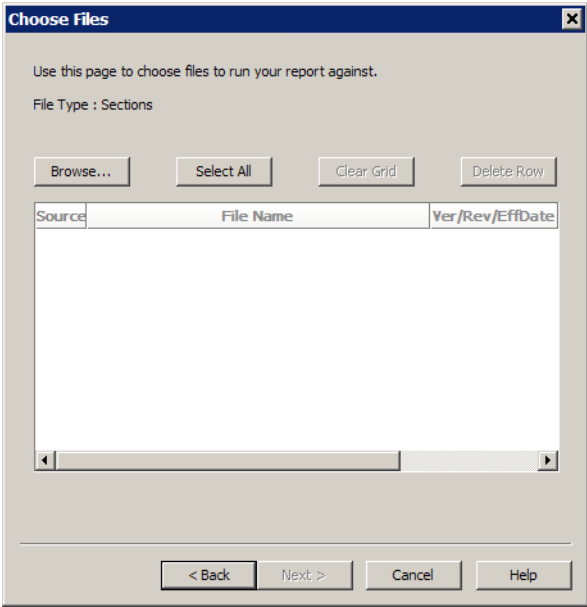 Choose Files
Use this page to choose files to run your report against.
File Type : Sections
Browse... Select All Clear Grid Delete Row
Source File Name Ver/Rev/EffDate
< Back Next > Cancel Help